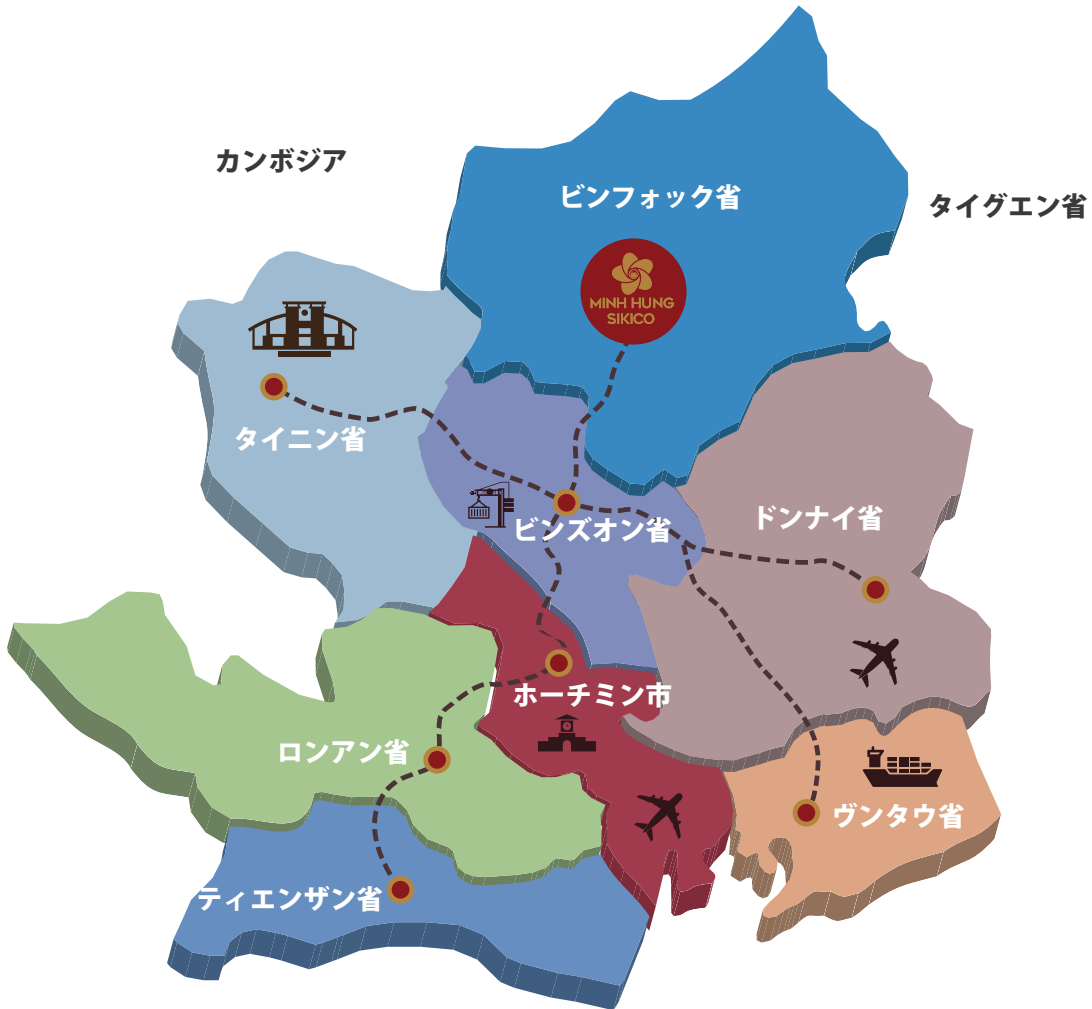 カンボジア
ビンフォック省
タイグエン省
MINH HUNG
SIKICO
タイニン省
ビンズオン省
ドンナイ省
ホーチミン市
ロンアン省
ヴンタウ省
ティエンザン省